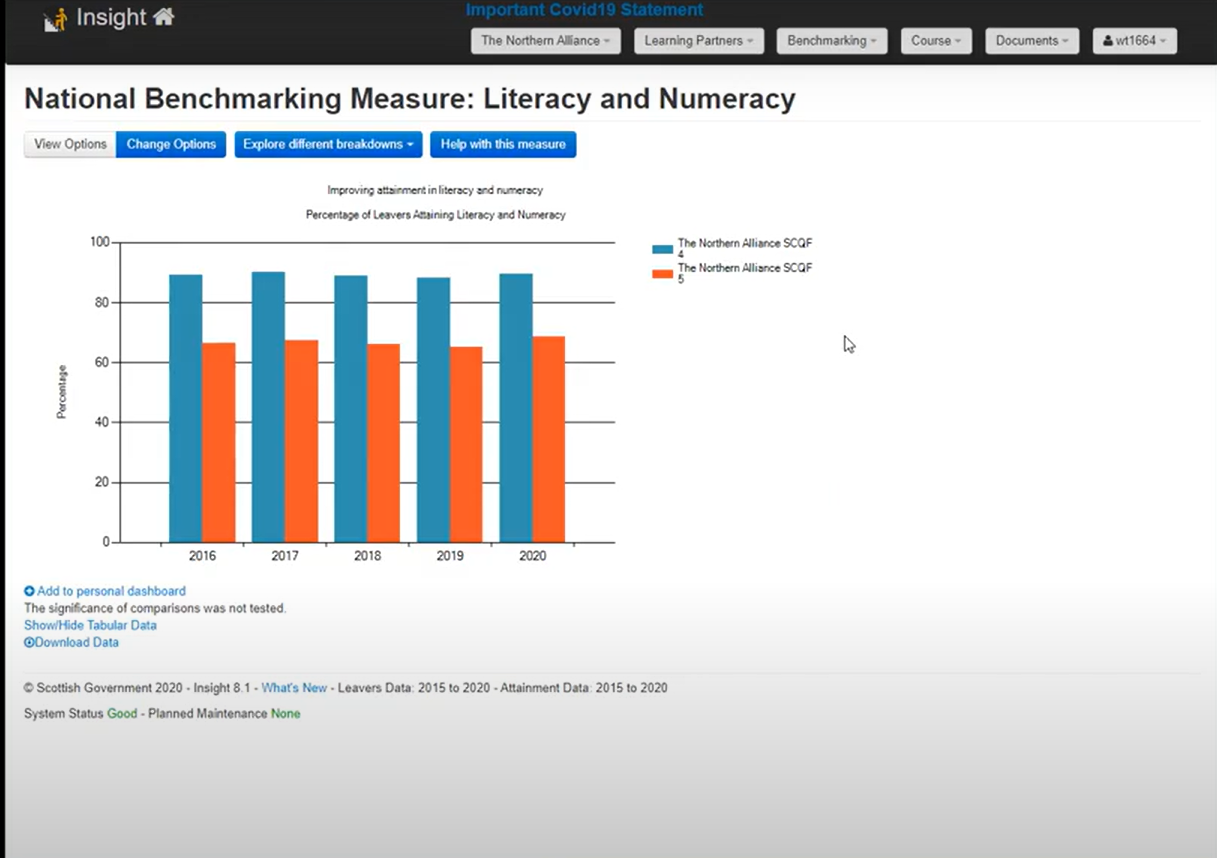 Important Covid19 Statement
Insight
The Northern Alliance Learning Partners Benchmarking Course Documents wt1664
National Benchmarking Measure: Literacy and Numeracy
View Options Change Options Explore different breakdowns Help with this measure
Improving attainment in literacy and numeracy
Percentage of Leavers Attaining Literacy and Numeracy
100
80
60
40
20
0
Percentage
2016 2017 2018 2019 2020
The Northern Alliance SCQF
4
The Northern Alliance SCQF
5
Add to personal dashboard
The significance of comparisons was not tested.
Show/Hide Tabular Data
Download Data
© Scottish Government 2020 - Insight 8.1 - What's New - Leavers Data: 2015 to 2020 - Attainment Data: 2015 to 2020
System Status Good - Planned Maintenance None